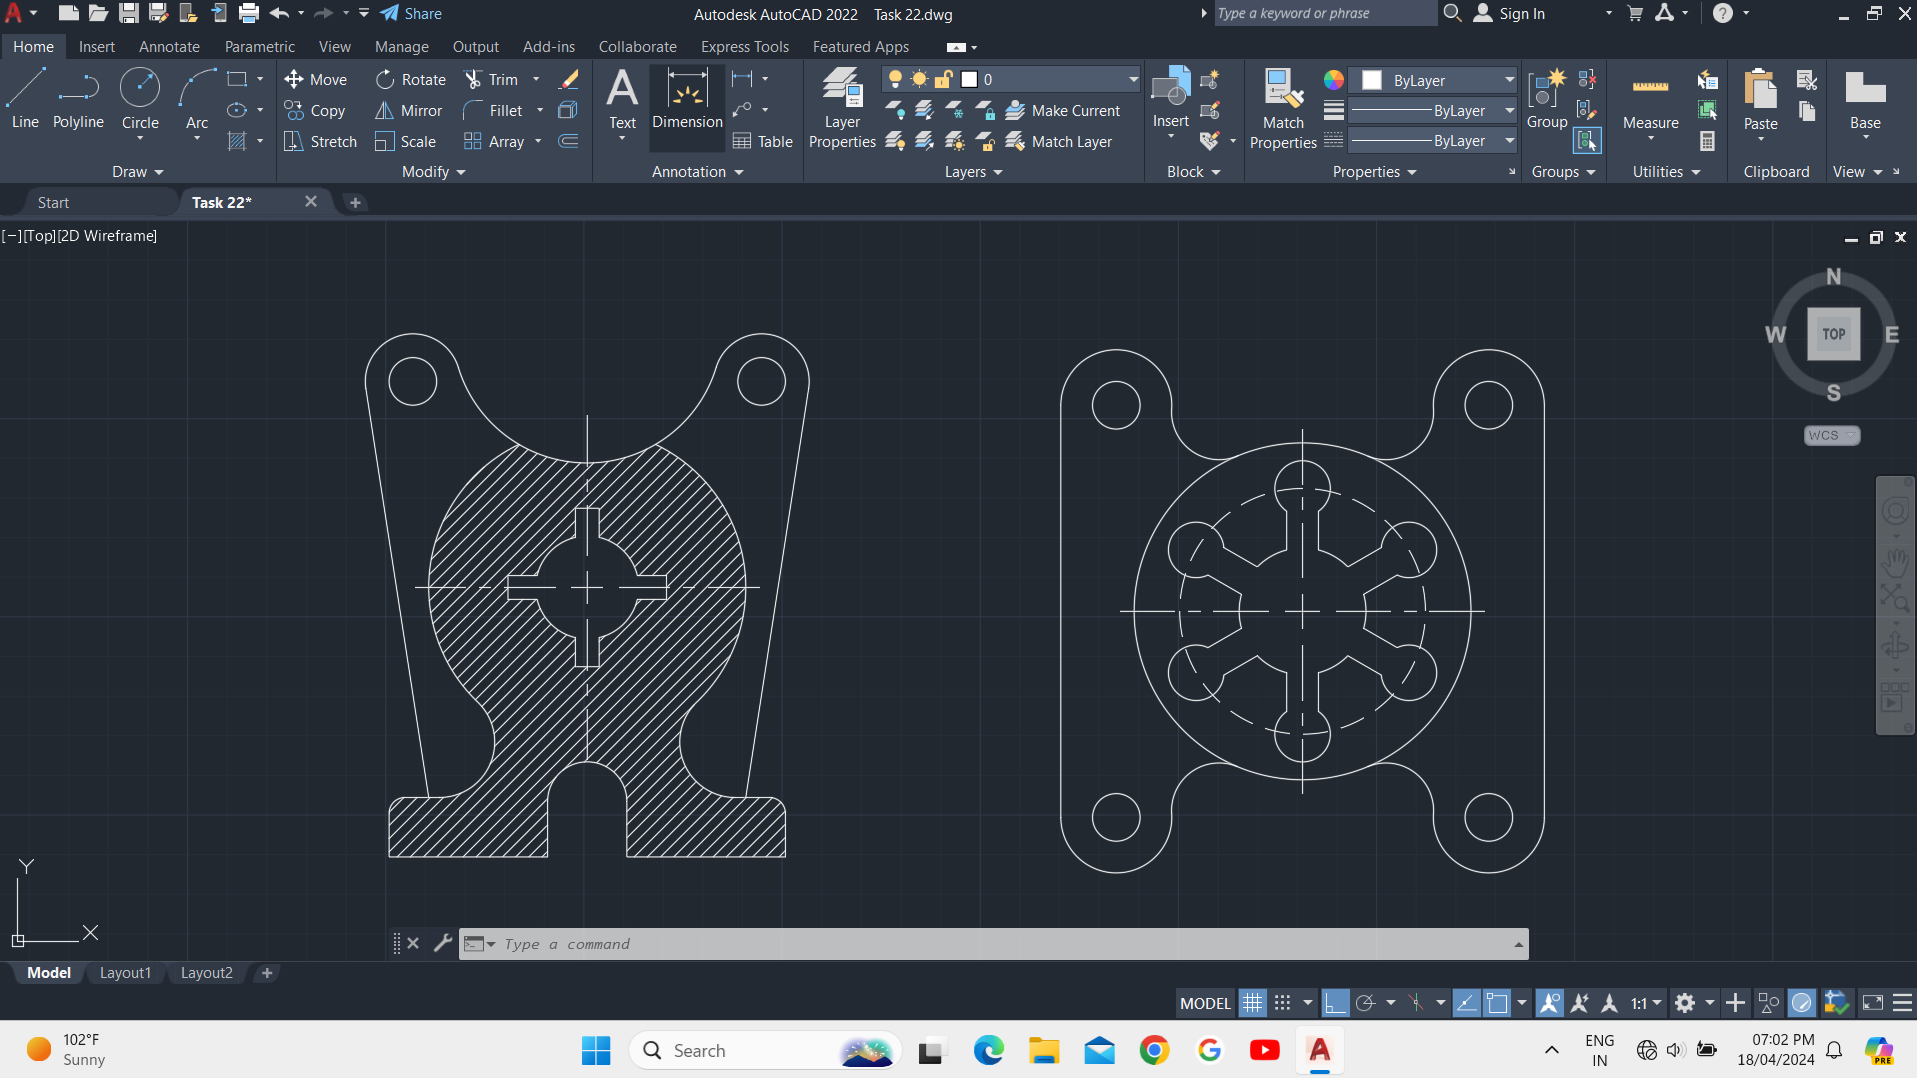 Share
Autodesk AutoCAD 2022 Task 22.dwg
Type a keyword or phrase
Sign In
Home Insert Annotate Parametric View Manage Output Add-ins Collaborate Express Tools Featured Apps
Line
Polyline
Circle
Arc
Draw
Move
Rotate
Trim
Copy
Mirror
Fillet
Stretch
Scale
Array
Modify
Text
Dimension
Table
Annotation
Layer
Properties
0
Make Current
Match Layer
Layers
Insert
Block
Match
Properties
ByLayer
ByLayer
ByLayer
Properties
Group
Groups
Measure
Utilities
Paste
Clipboard
Base
View
Start
Task 22*
[−][Top][2D Wireframe]
N
W TOP E
S
WCS
Y
X
Type a command
Model Layout1 Layout2
MODEL
1:1
102°F
Sunny
Search
ENG
IN
07:02 PM
18/04/2024
PRE